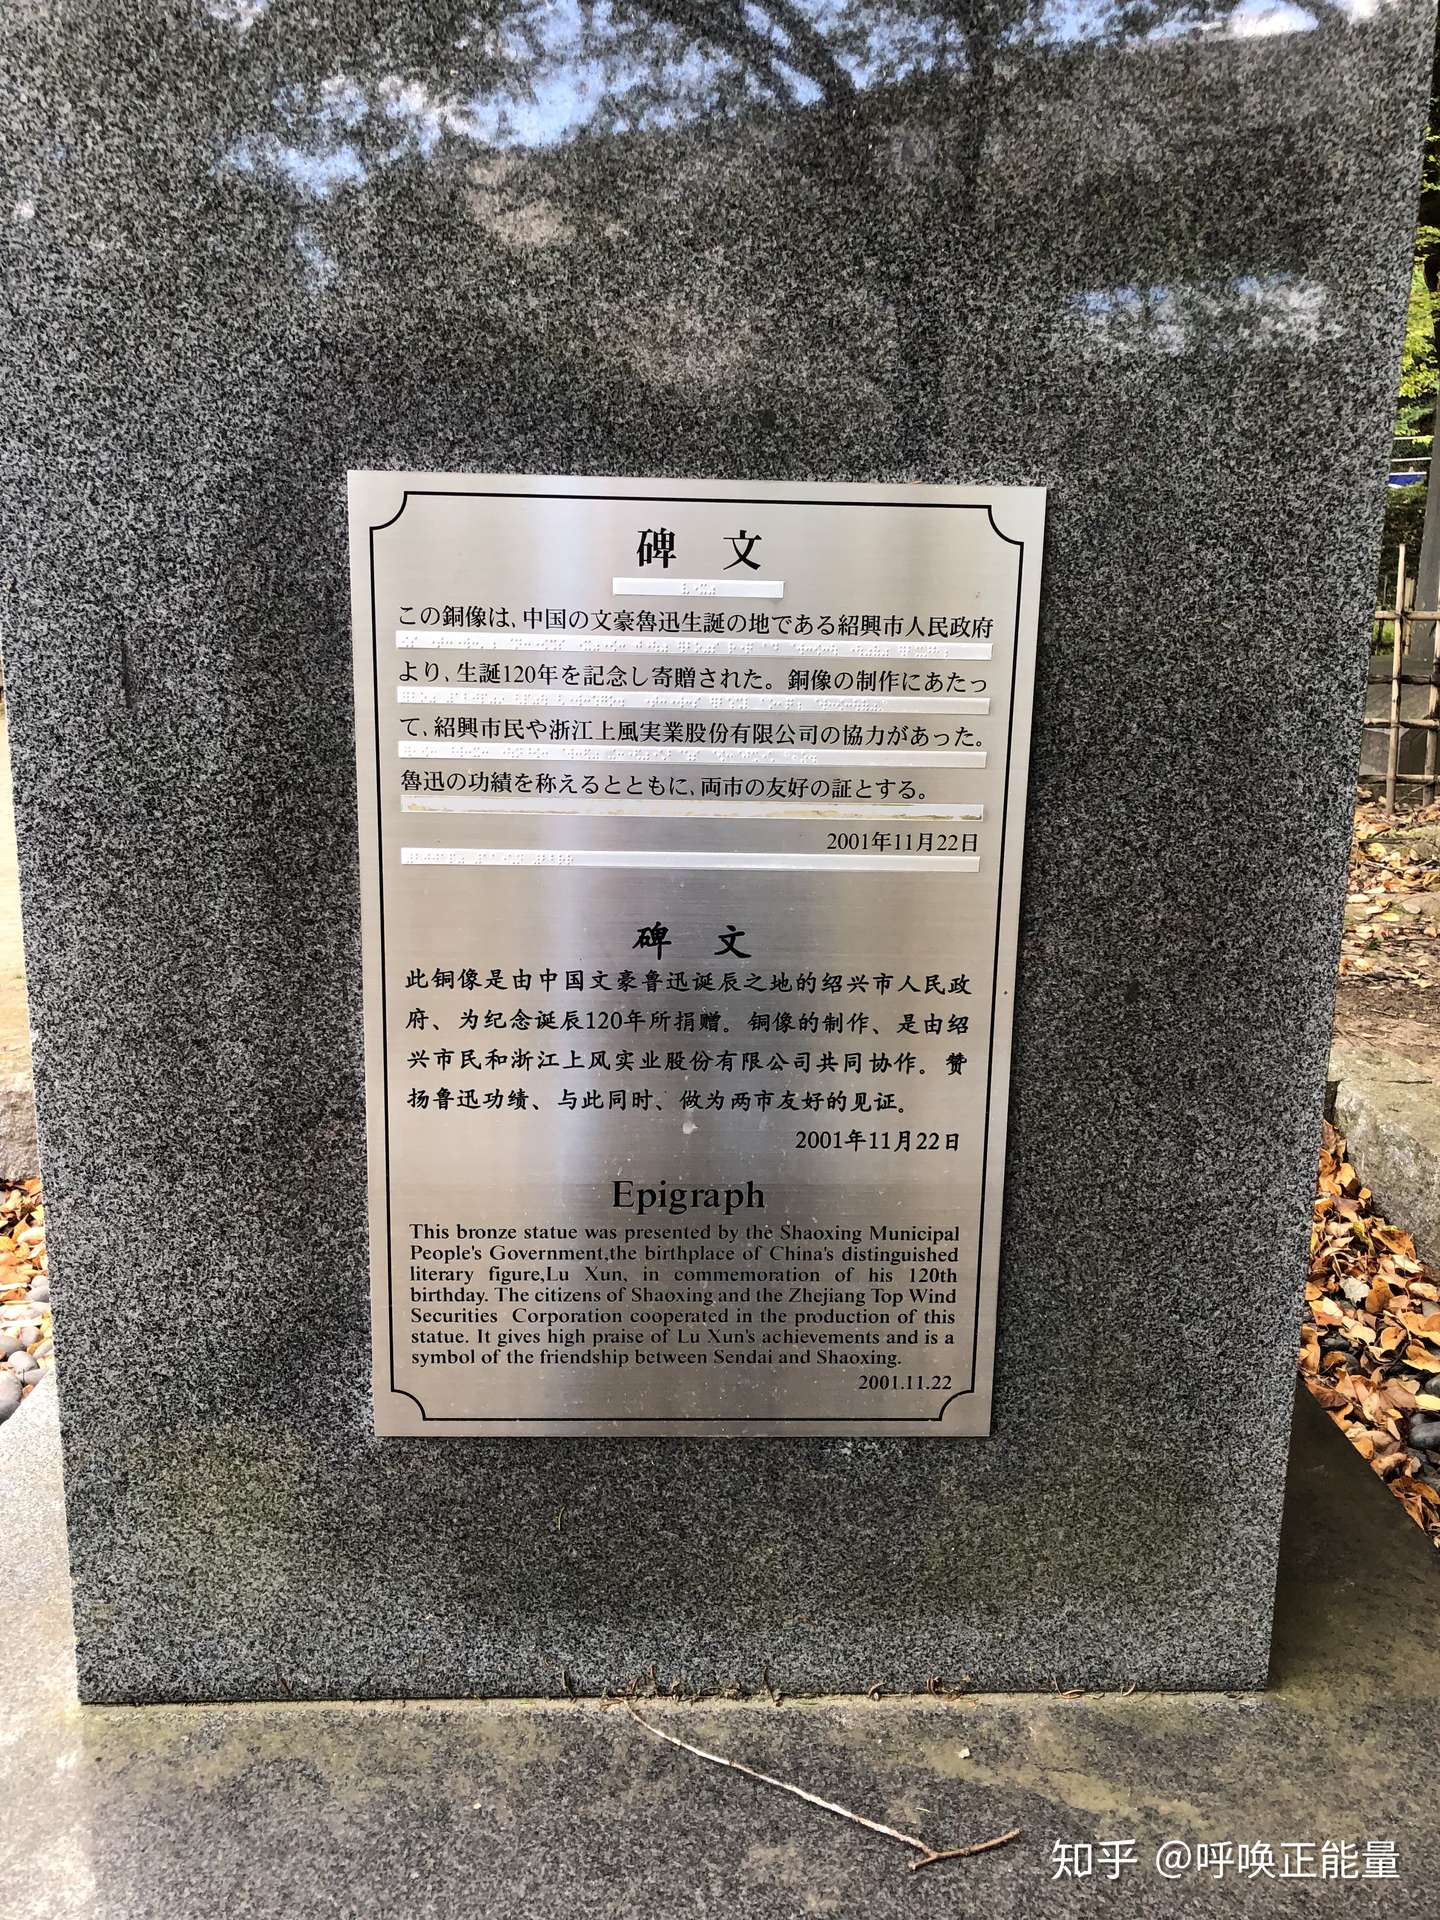 碑 文
この銅像は、中国の文豪魯迅生誕の地である紹興市人民政府
より、生誕120年を記念し寄贈された。銅像の制作にあたっ
て、紹興市民や浙江上風実業股份有限公司の協力があった。
魯迅の功績を称えるとともに、両市の友好の証とする。
2001年11月22日
碑 文
此铜像是由中国文豪鲁迅诞辰之地的绍兴市人民政
府、为纪念诞辰120年所捐赠。铜像的制作、是由绍
兴市民和浙江上风实业股份有限公司共同协作。赞
扬鲁迅功绩、与此同时、做为两市友好的见证。
2001年11月22日
Epigraph
This bronze statue was presented by the Shaoxing Municipal
People's Government,the birthplace of China's distinguished
literary figure,Lu Xun, in commemoration of his 120th
birthday. The citizens of Shaoxing and the Zhejiang Top Wind
Securities Corporation cooperated in the production of this
statue. It gives high praise of Lu Xun's achievements and is a
symbol of the friendship between Sendai and Shaoxing.
2001.11.22
知乎 @呼唤正能量